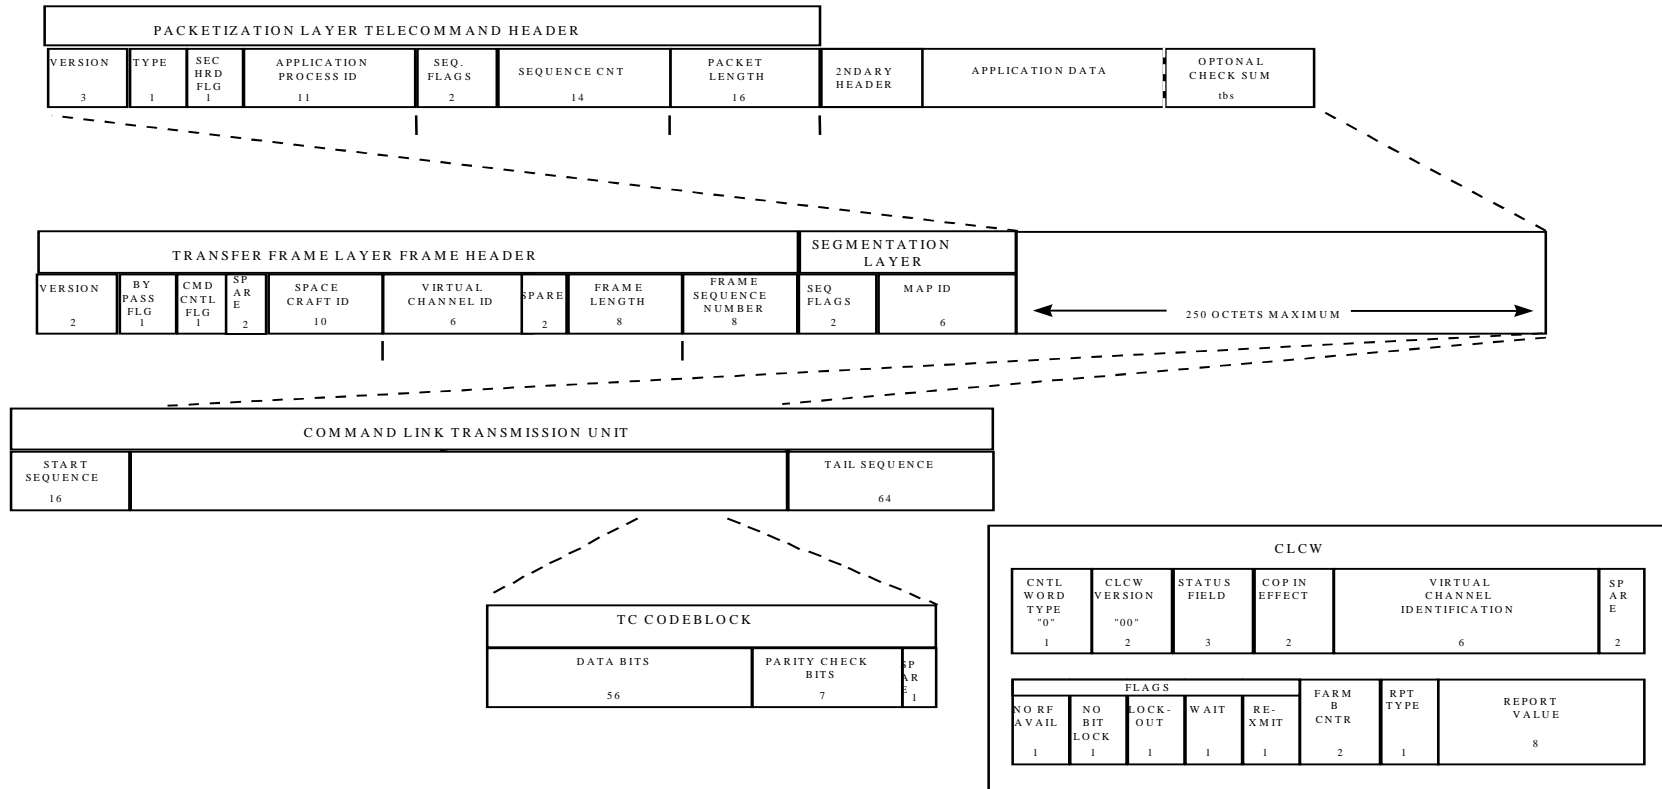 PACKETIZATION LAYER TELECOMMAND HEADER
VERSION
3
TYPE
1
SEC
HRD
FLG
1
APPLICATION
PROCESS ID
11
SEQ.
FLAGS
2
SEQUENCE CNT
14
PACKET
LENGTH
16
2NDARY
HEADER
APPLICATION DATA
OPTONAL
CHECK SUM
tbs
TRANSFER FRAME LAYER FRAME HEADER
SEGMENTATION
LAYER
VERSION
2
BY
PASS
FLG
1
CMD
CNTL
FLG
1
SP
AR
E
2
SPACE
CRAFT ID
10
VIRTUAL
CHANNEL ID
6
SPARE
2
FRAME
LENGTH
8
FRAME
SEQUENCE
NUMBER
8
SEQ
FLAGS
2
MAP ID
6
250 OCTETS MAXIMUM
COMMAND LINK TRANSMISSION UNIT
START
SEQUENCE
16
TAIL SEQUENCE
64
TC CODEBLOCK
DATA BITS
56
PARITY CHECK
BITS
7
SP
AR
E
1
CLCW
CNTL
WORD
TYPE
"0"
1
CLCW
VERSION
"00"
2
STATUS
FIELD
3
COP IN
EFFECT
2
VIRTUAL
CHANNEL
IDENTIFICATION
6
SP
AR
E
2
FLAGS
NO RF
AVAIL
1
NO
BIT
LOCK
1
LOCK-
OUT
1
WAIT
1
RE-
XMIT
1
FARM
B
CNTR
2
RPT
TYPE
1
REPORT
VALUE
8